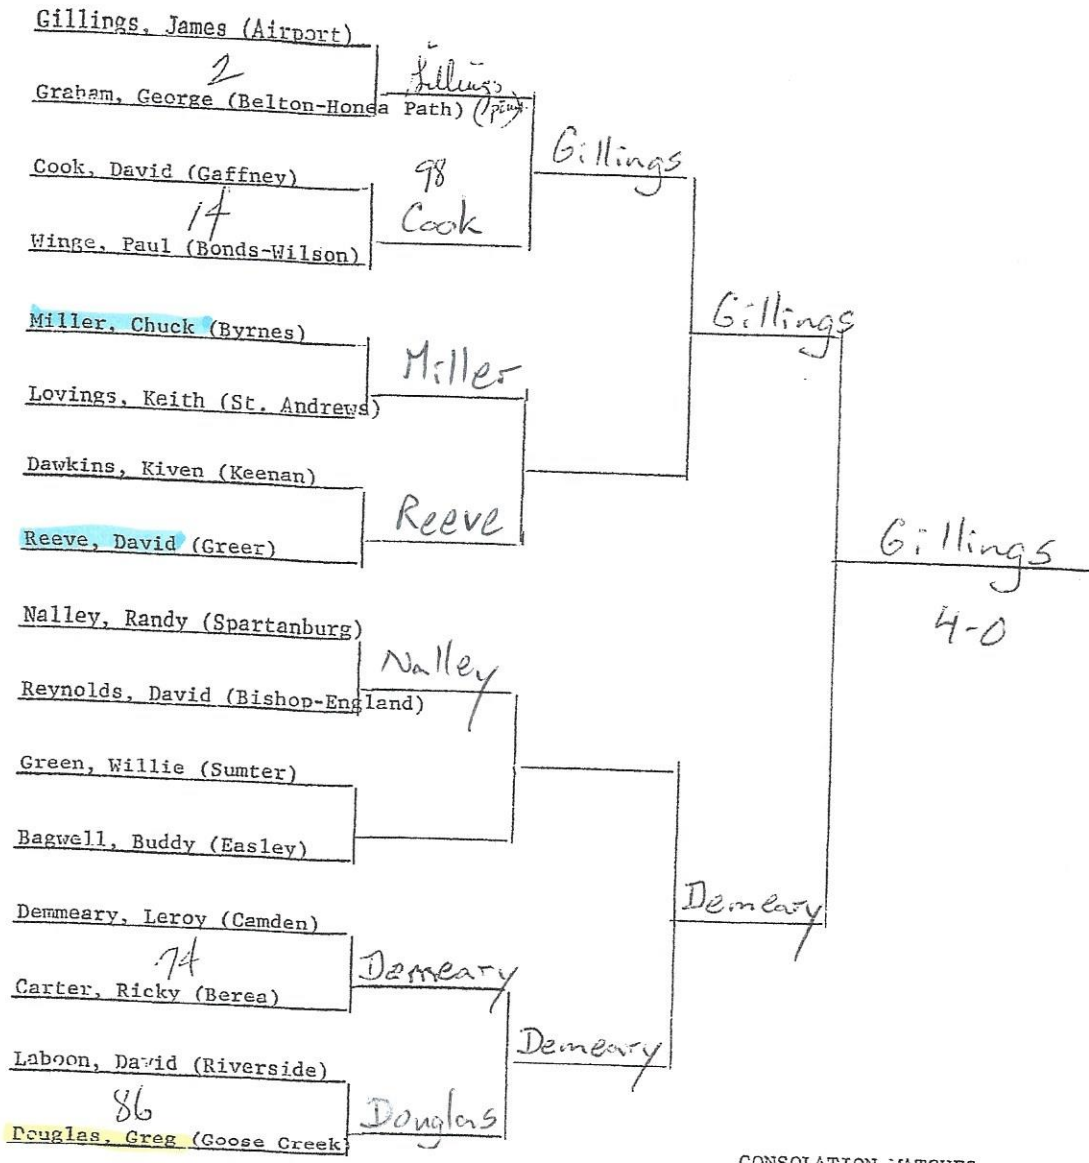 Gillings, James (Airport)
2
Graham, George (Belton-Honea Path) (pin)
Gillings
Cook, David (Gaffney)
14
Winge, Paul (Bonds-Wilson)
98
Cook
Gillings
Miller, Chuck (Byrnes)
Lovings, Keith (St. Andrews)
Miller
Dawkins, Kiven (Keenan)
Reeve, David (Greer)
Reeve
Gillings
Nalley, Randy (Spartanburg)
Reynolds, David (Bishop-England)
Nalley
Green, Willie (Sumter)
Bagwell, Buddy (Easley)
Demmeary, Leroy (Camden)
74
Carter, Ricky (Berea)
Demeary
Laboon, David (Riverside)
86
Douglas, Greg (Goose Creek)
Douglas
Demeary
Demeary
Gillings
4-0
CONSOLATION MATCHES